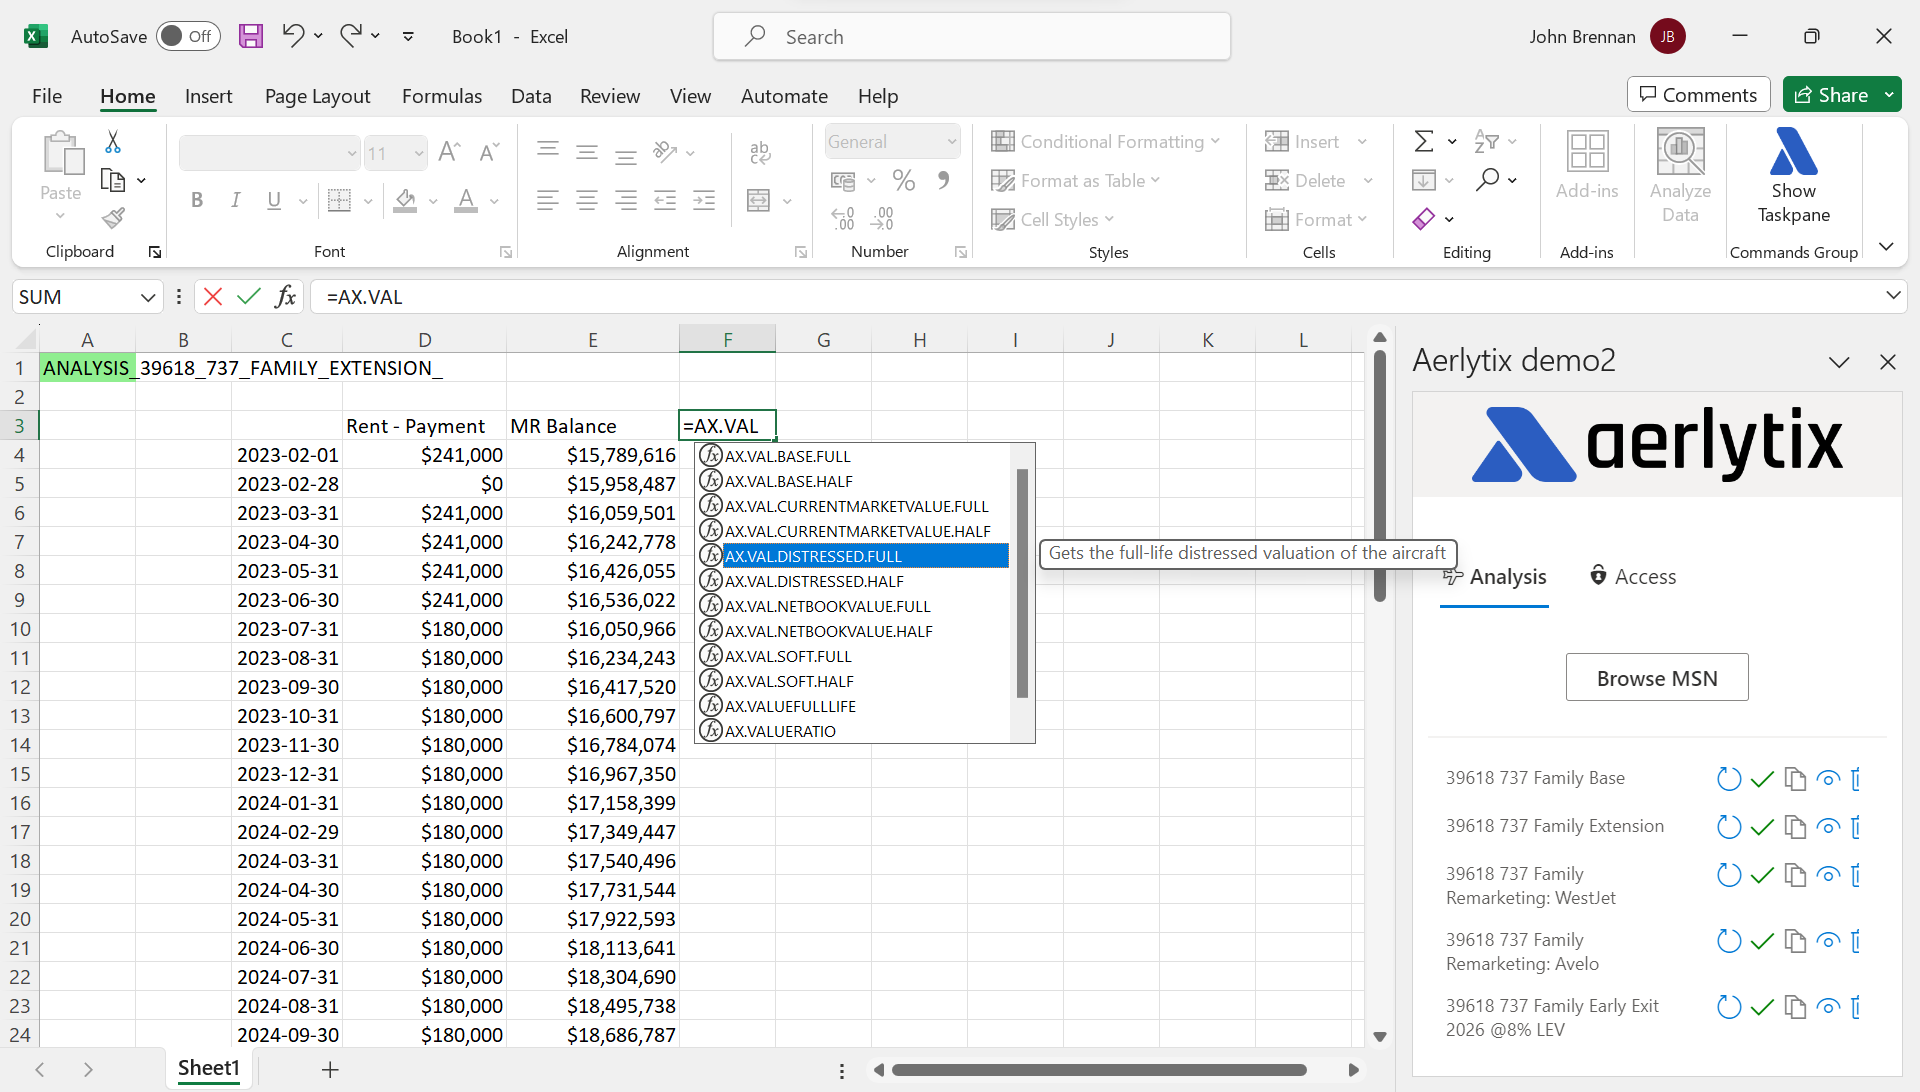 AutoSave Off Book1 - Excel Search John Brennan JB
File Home Insert Page Layout Formulas Data Review View Automate Help Comments Share
Paste
Clipboard
11
B I U
A
Font
ab
Alignment
General
Number
Conditional Formatting
Format as Table
Cell Styles
Styles
Insert
Delete
Format
Cells
Editing
Add-ins
Add-ins
Analyze
Data
Show
Taskpane
Commands Group
SUM fx =AX.VAL
A B C D E F G H I J K L
1 ANALYSIS_39618_737_FAMILY_EXTENSION_
2
3 Rent - Payment MR Balance =AX.VAL
4 2023-02-01 $241,000 $15,789,616
5 2023-02-28 $0 $15,958,487
6 2023-03-31 $241,000 $16,059,501
7 2023-04-30 $241,000 $16,242,778
8 2023-05-31 $241,000 $16,426,055
9 2023-06-30 $241,000 $16,536,022
10 2023-07-31 $180,000 $16,050,966
11 2023-08-31 $180,000 $16,234,243
12 2023-09-30 $180,000 $16,417,520
13 2023-10-31 $180,000 $16,600,797
14 2023-11-30 $180,000 $16,784,074
15 2023-12-31 $180,000 $16,967,350
16 2024-01-31 $180,000 $17,158,399
17 2024-02-29 $180,000 $17,349,447
18 2024-03-31 $180,000 $17,540,496
19 2024-04-30 $180,000 $17,731,544
20 2024-05-31 $180,000 $17,922,593
21 2024-06-30 $180,000 $18,113,641
22 2024-07-31 $180,000 $18,304,690
23 2024-08-31 $180,000 $18,495,738
24 2024-09-30 $180,000 $18,686,787
fx AX.VAL.BASE.FULL
fx AX.VAL.BASE.HALF
fx AX.VAL.CURRENTMARKETVALUE.FULL
fx AX.VAL.CURRENTMARKETVALUE.HALF
fx AX.VAL.DISTRESSED.FULL
fx AX.VAL.DISTRESSED.HALF
fx AX.VAL.NETBOOKVALUE.FULL
fx AX.VAL.NETBOOKVALUE.HALF
fx AX.VAL.SOFT.FULL
fx AX.VAL.SOFT.HALF
fx AX.VALUEFULLLIFE
fx AX.VALUERATIO
Gets the full-life distressed valuation of the aircraft
Aerlytix demo2
aerlytix
Analysis Access
Browse MSN
39618 737 Family Base
39618 737 Family Extension
39618 737 Family
Remarketing: WestJet
39618 737 Family
Remarketing: Avelo
39618 737 Family Early Exit
2026 @8% LEV
Sheet1